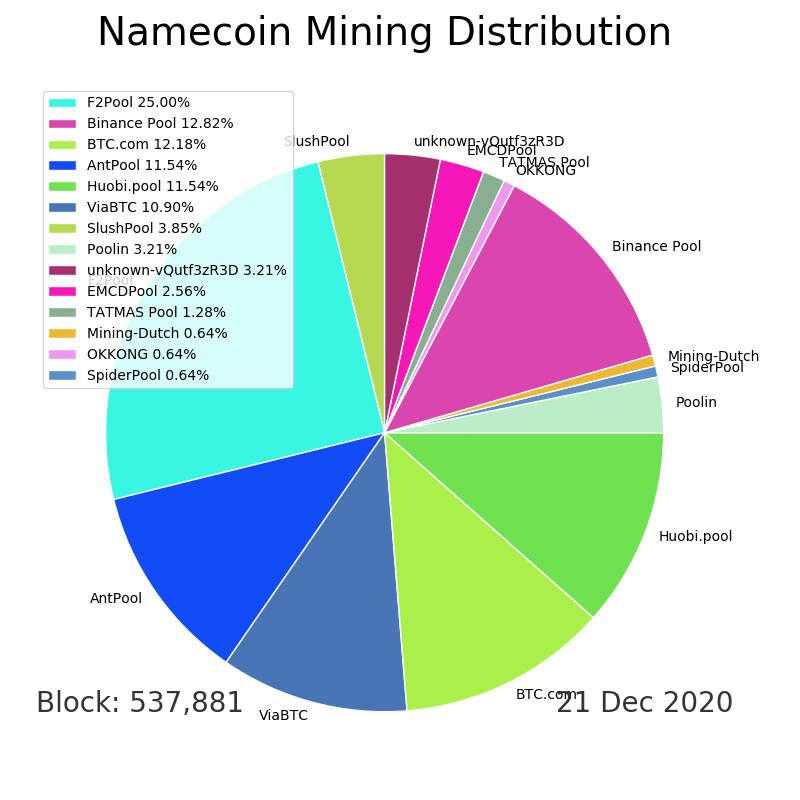 Namecoin Mining Distribution
F2Pool 25.00%
Binance Pool 12.82%
BTC.com 12.18%
AntPool 11.54%
Huobi.pool 11.54%
ViaBTC 10.90%
SlushPool 3.85%
Poolin 3.21%
unknown-vQutf3zR3D 3.21%
EMCDPool 2.56%
TATMAS Pool 1.28%
Mining-Dutch 0.64%
OKKONG 0.64%
SpiderPool 0.64%
SlushPool
unknown-vQutf3zR3D
EMCDPool
TATMAS Pool
OKKONG
Binance Pool
F2Pool
Mining-Dutch
SpiderPool
Poolin
Huobi.pool
AntPool
BTC.com
ViaBTC
Block: 537,881
21 Dec 2020